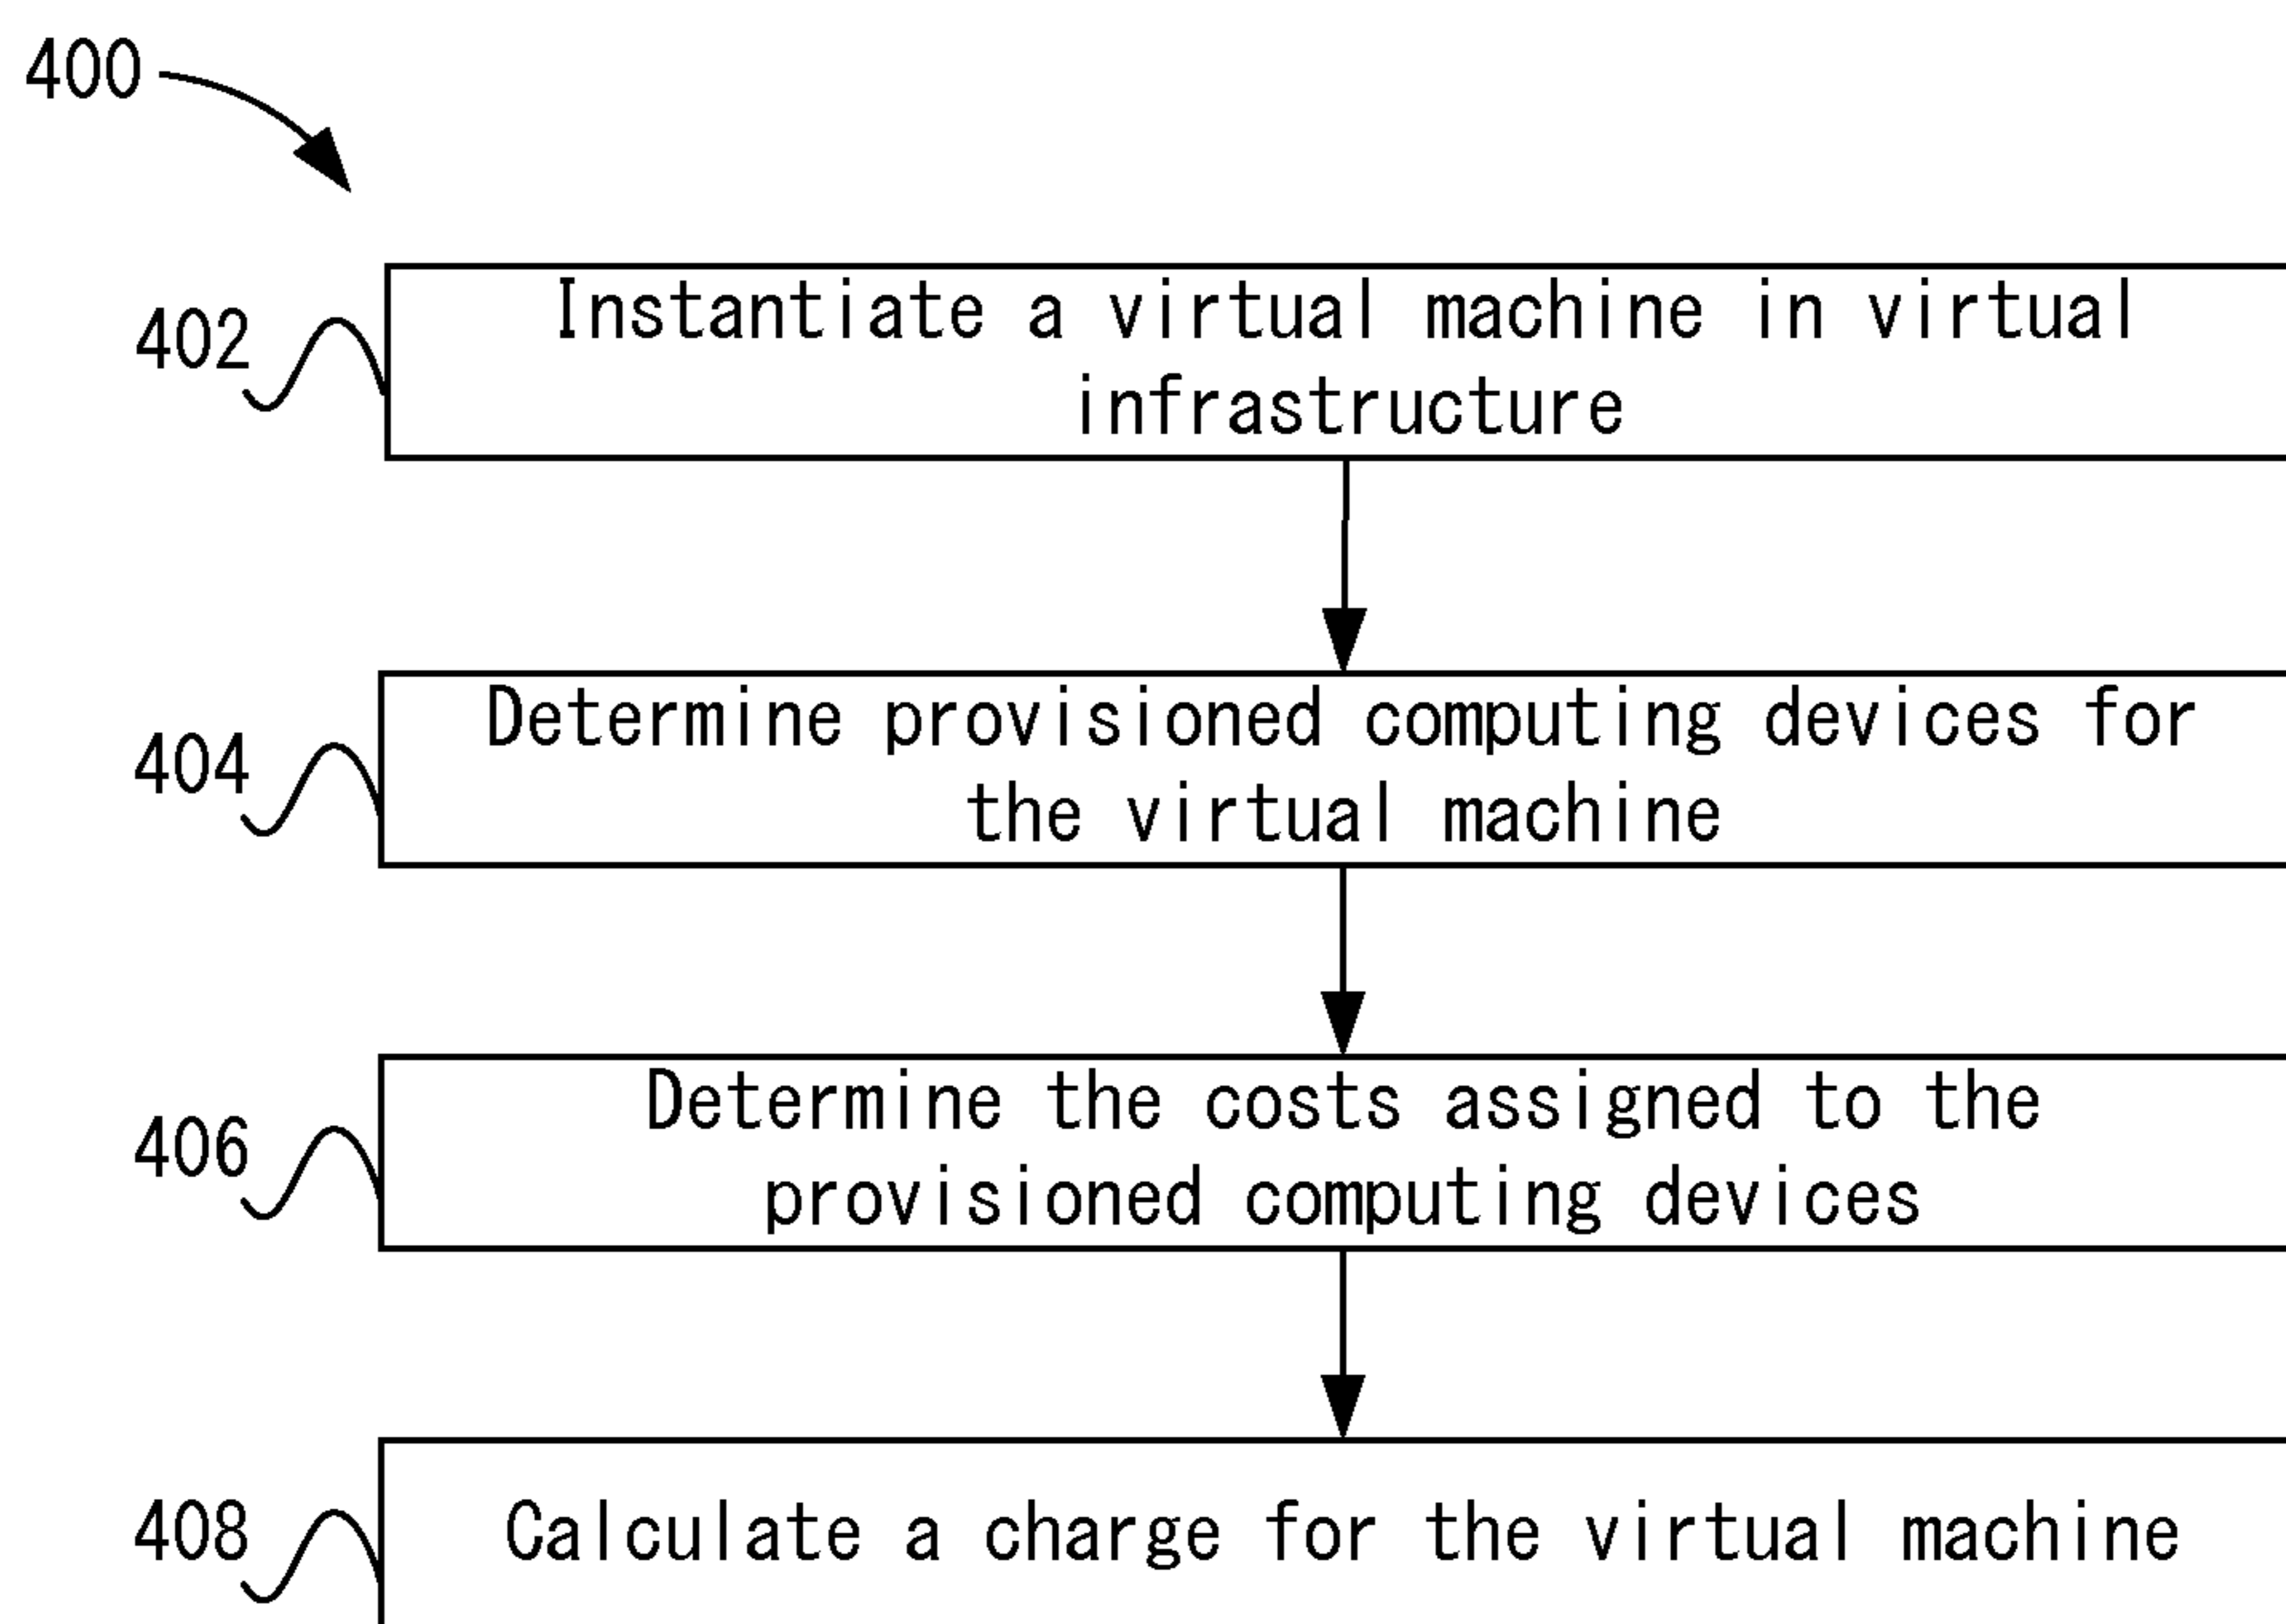 400
402
Instantiate a virtual machine in virtual
infrastructure
404
Determine provisioned computing devices for
the virtual machine
406
Determine the costs assigned to the
provisioned computing devices
408
Calculate a charge for the virtual machine